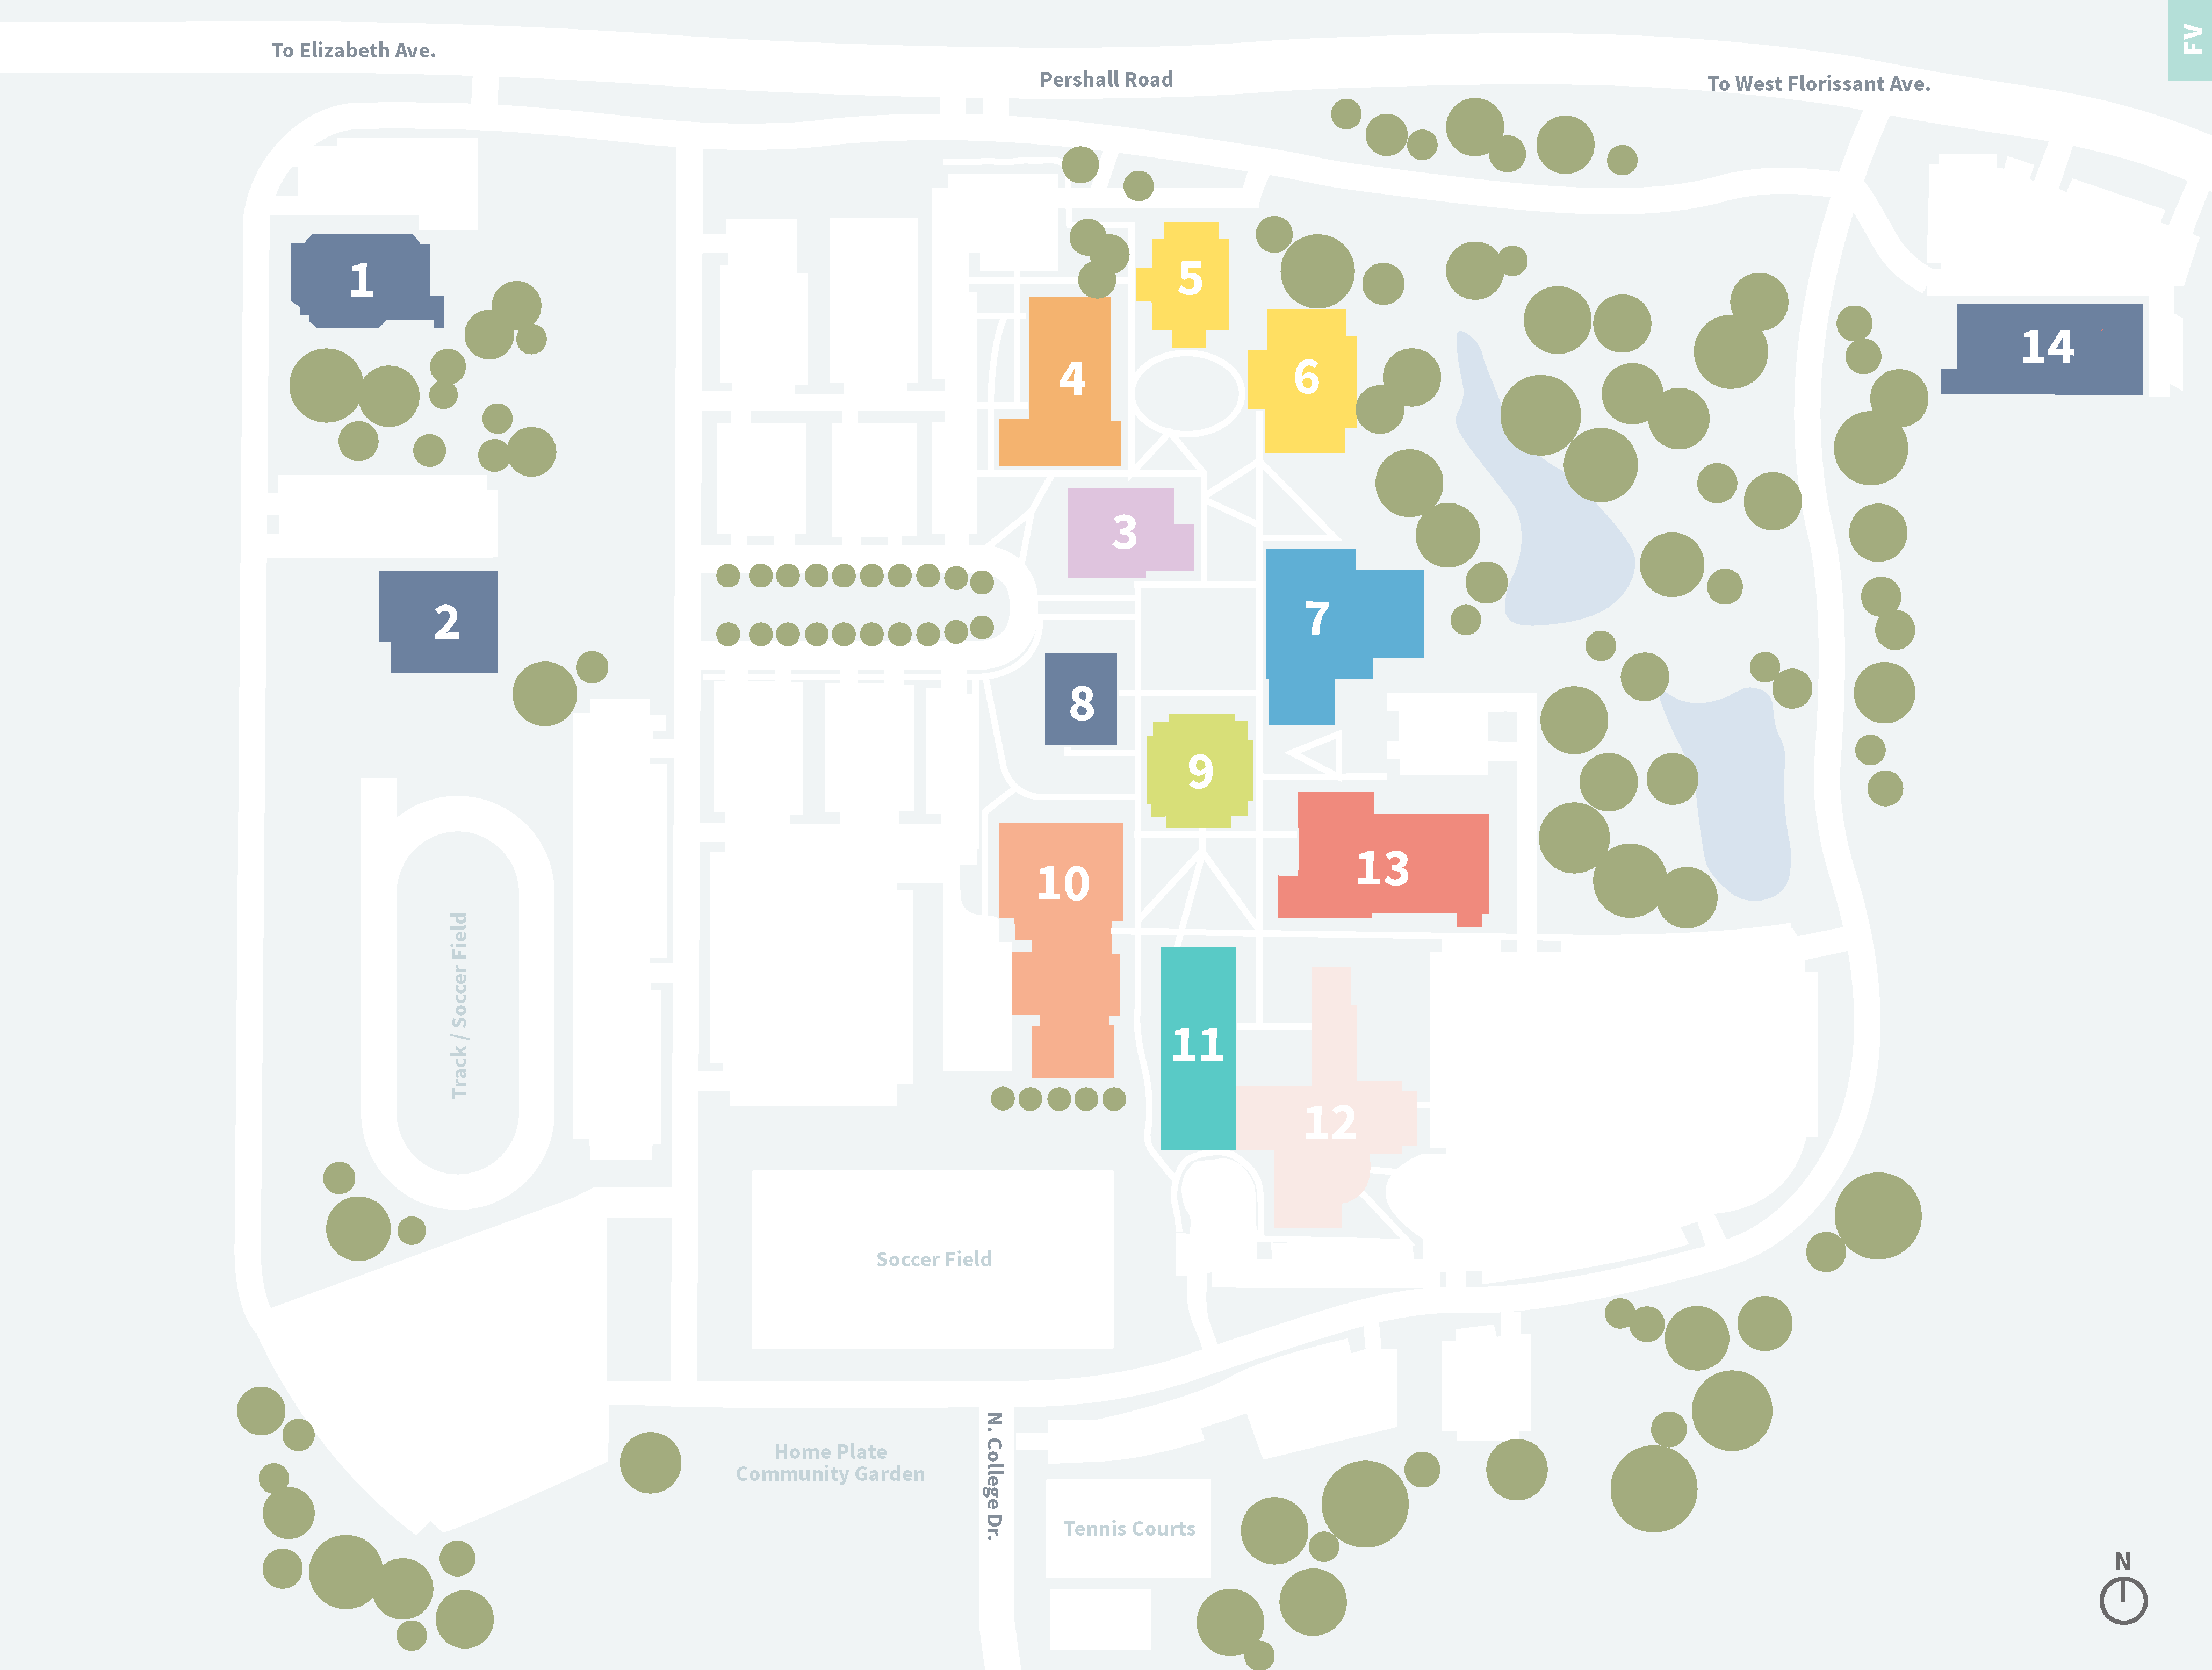 To Elizabeth Ave.
Pershall Road
To West Florissant Ave.
FV
1
5
14
4
6
3
2
7
8
9
13
10
11
12
Track / Soccer Field
Soccer Field
Home Plate
Community Garden
N. College Dr.
Tennis Courts
N